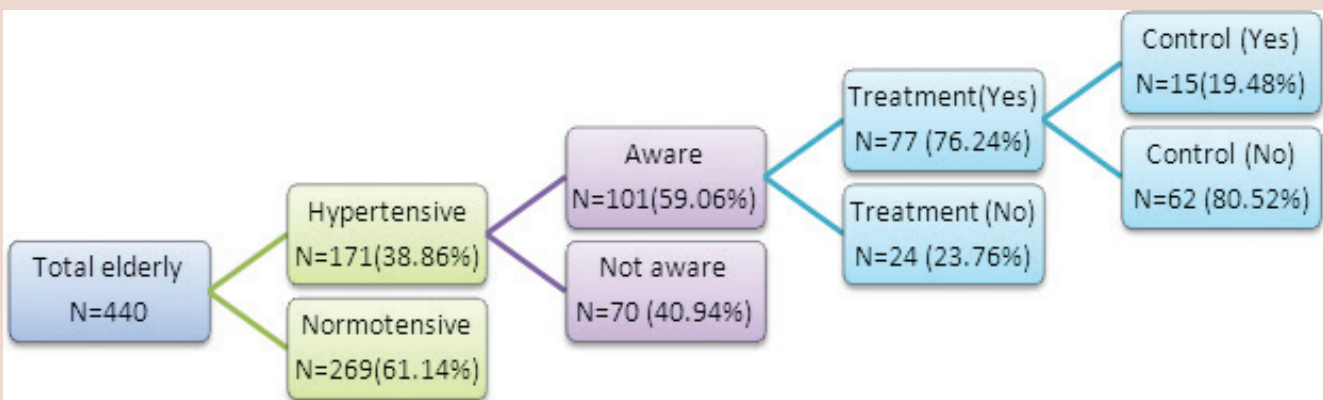 Total elderly
N=440
Hypertensive
N=171(38.86%)
Normotensive
N=269(61.14%)
Aware
N=101(59.06%)
Not aware
N=70 (40.94%)
Treatment(Yes)
N=77 (76.24%)
Treatment (No)
N=24 (23.76%)
Control (Yes)
N=15(19.48%)
Control (No)
N=62 (80.52%)